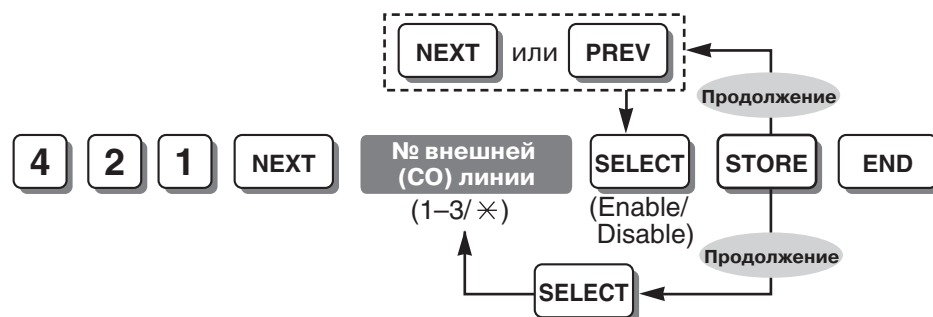 NEXT или PREV
Продолжение
4 2 1 NEXT № внешней (CO) линии SELECT STORE END
(1–3/✳) (Enable/Disable)
Продолжение
SELECT